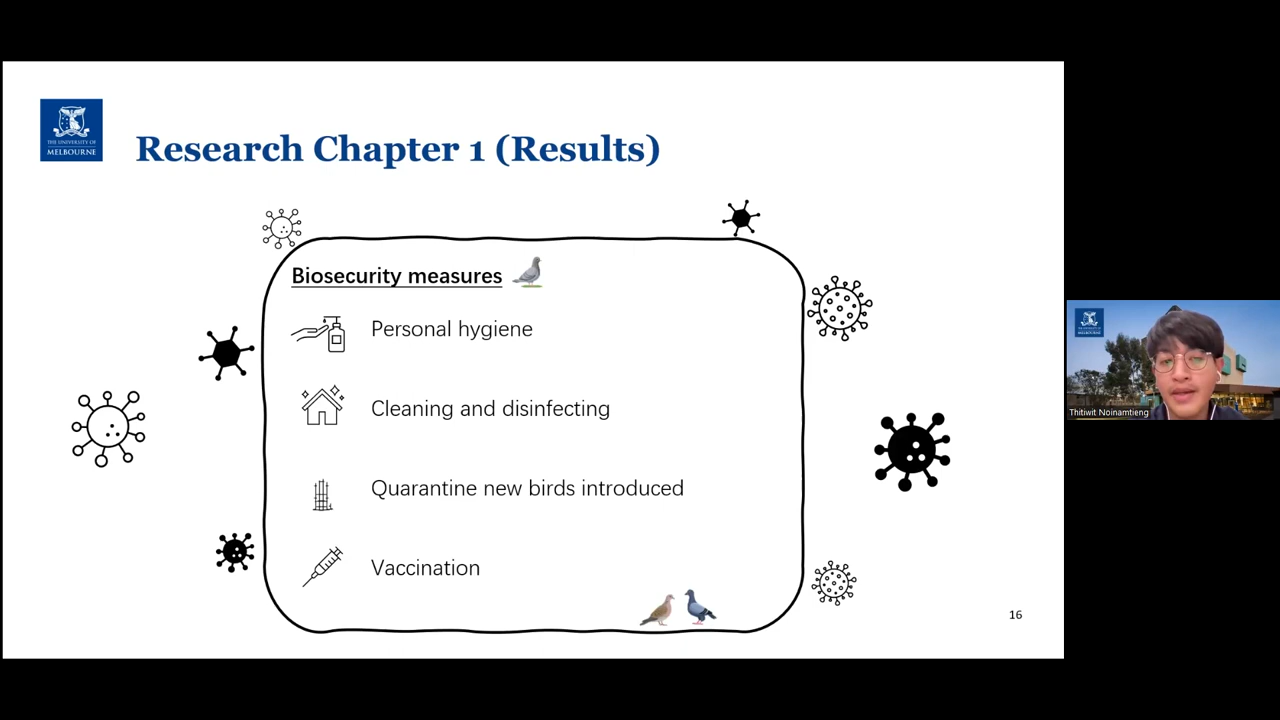 THE UNIVERSITY OF
MELBOURNE
Research Chapter 1 (Results)
Biosecurity measures
Personal hygiene
Cleaning and disinfecting
Quarantine new birds introduced
Vaccination
16
Thitiwit Noinamtieng